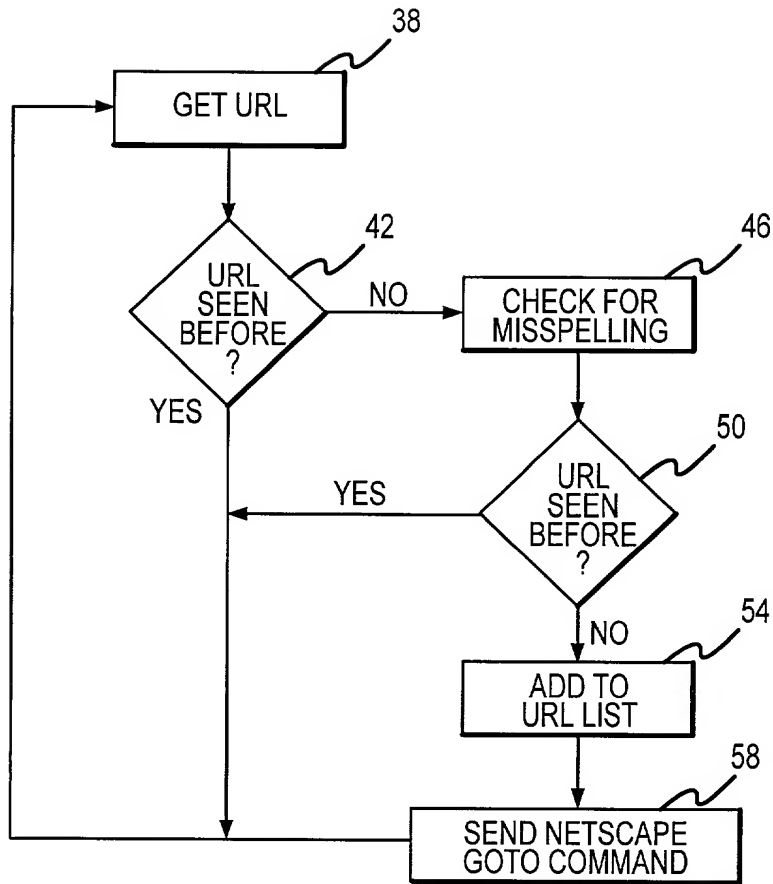 38
GET URL
42
URL
SEEN
BEFORE
?
NO
YES
46
CHECK FOR
MISSPELLING
50
URL
SEEN
BEFORE
?
YES
NO
54
ADD TO
URL LIST
58
SEND NETSCAPE
GOTO COMMAND